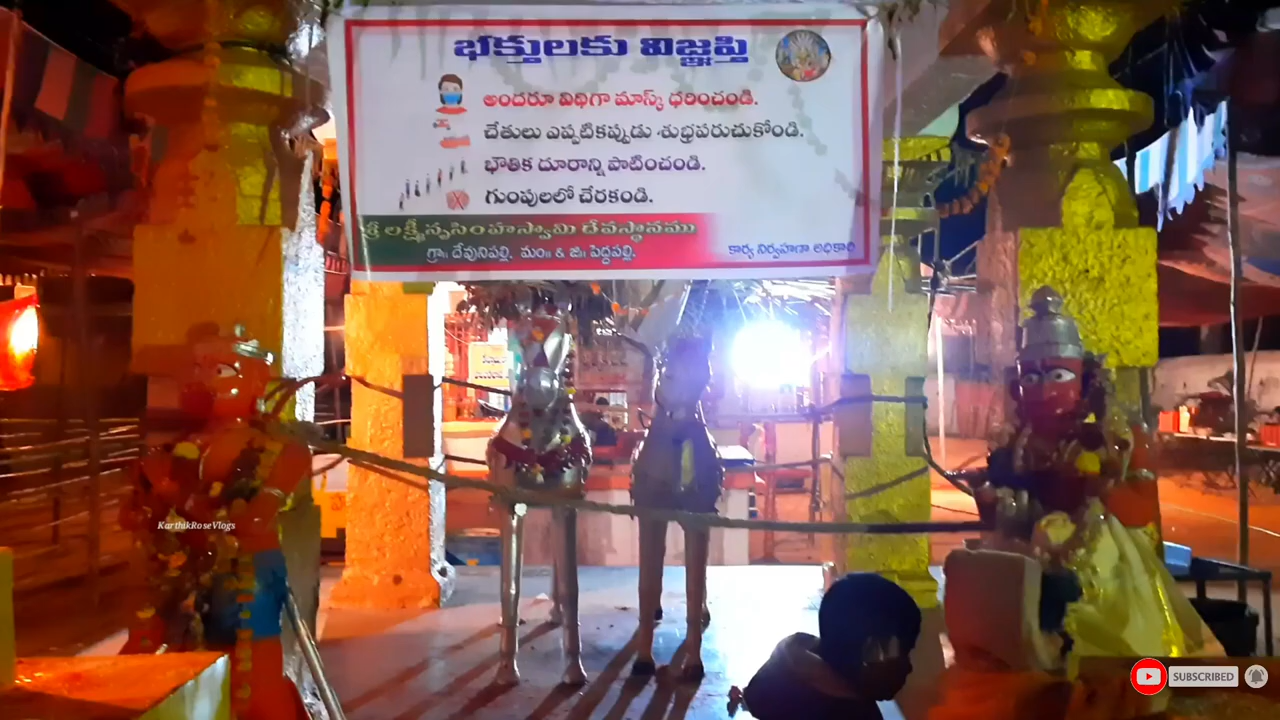 భక్తులకు విజ్ఞప్తి
అందరూ విధిగా మాస్క్ ధరించండి.
చేతులు ఎప్పటికప్పుడు శుభ్రపరుచుకోండి.
భౌతిక దూరాన్ని పాటించండి.
గుంపులలో చేరకండి.
శ్రీ లక్ష్మీనృసింహస్వామి దేవస్థానము
గ్రా॥ దేవునిపల్లి, మం॥ & జి॥ పెద్దపల్లి.
కార్య నిర్వహణా అధికారి
KarthikRoseVlogs
SUBSCRIBED